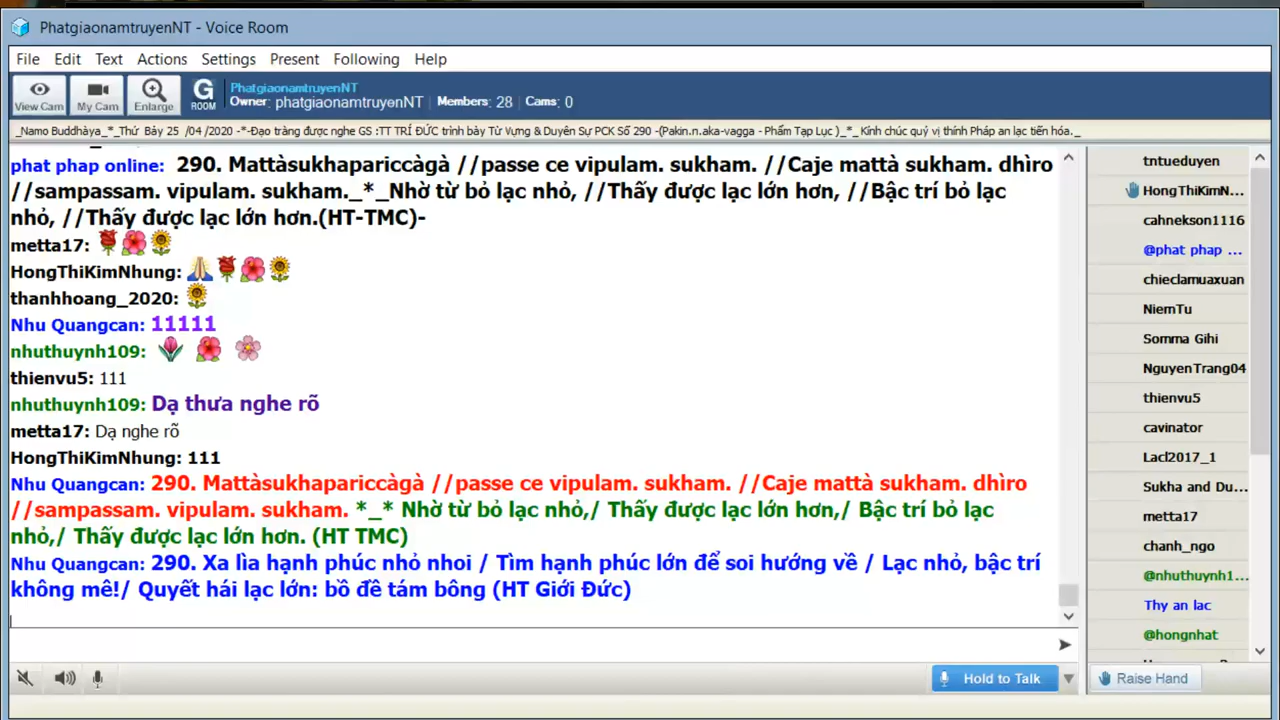 PhatgiaonamtruyenNT - Voice Room
File Edit Text Actions Settings Present Following Help
View Cam My Cam Enlarge G ROOM
PhatgiaonamtruyenNT
Owner: phatgiaonamtruyenNT Members: 28 Cams: 0
_Namo Buddhàya_*_Thứ Bảy 25 /04 /2020 -*-Đạo tràng được nghe GS :TT TRÍ ĐỨC trình bày Từ Vựng & Duyên Sự PCK Số 290 -(Pakin.n.aka-vagga - Phẩm Tạp Lục )_*_ Kính chúc quý vị thính Pháp an lạc tiến hóa._
phat phap online: 290. Mattàsukhapariccàgà //passe ce vipulam. sukham. //Caje mattà sukham. dhìro
//sampassam. vipulam. sukham._*_Nhờ từ bỏ lạc nhỏ, //Thấy được lạc lớn hơn, //Bậc trí bỏ lạc
nhỏ, //Thấy được lạc lớn hơn.(HT-TMC)-
metta17:
HongThiKimNhung:
thanhhoang_2020:
Nhu Quangcan: 11111
nhuthuynh109:
thienvu5: 111
nhuthuynh109: Dạ thưa nghe rõ
metta17: Dạ nghe rõ
HongThiKimNhung: 111
Nhu Quangcan: 290. Mattàsukhapariccàgà //passe ce vipulam. sukham. //Caje mattà sukham. dhìro
//sampassam. vipulam. sukham. *_* Nhờ từ bỏ lạc nhỏ,/ Thấy được lạc lớn hơn,/ Bậc trí bỏ lạc
nhỏ,/ Thấy được lạc lớn hơn. (HT TMC)
Nhu Quangcan: 290. Xa lìa hạnh phúc nhỏ nhoi / Tìm hạnh phúc lớn để soi hướng về / Lạc nhỏ, bậc trí
không mê!/ Quyết hái lạc lớn: bồ đề tám bông (HT Giới Đức)
tntueduyen
HongThiKimN...
cahnekson1116
@phat phap ...
chieclamuaxuan
NiemTu
Somma Gihi
NguyenTrang04
thienvu5
cavinator
Lacl2017_1
Sukha and Du...
metta17
chanh_ngo
@nhuthuynh1...
Thy an lac
@hongnhat
Hold to Talk
Raise Hand